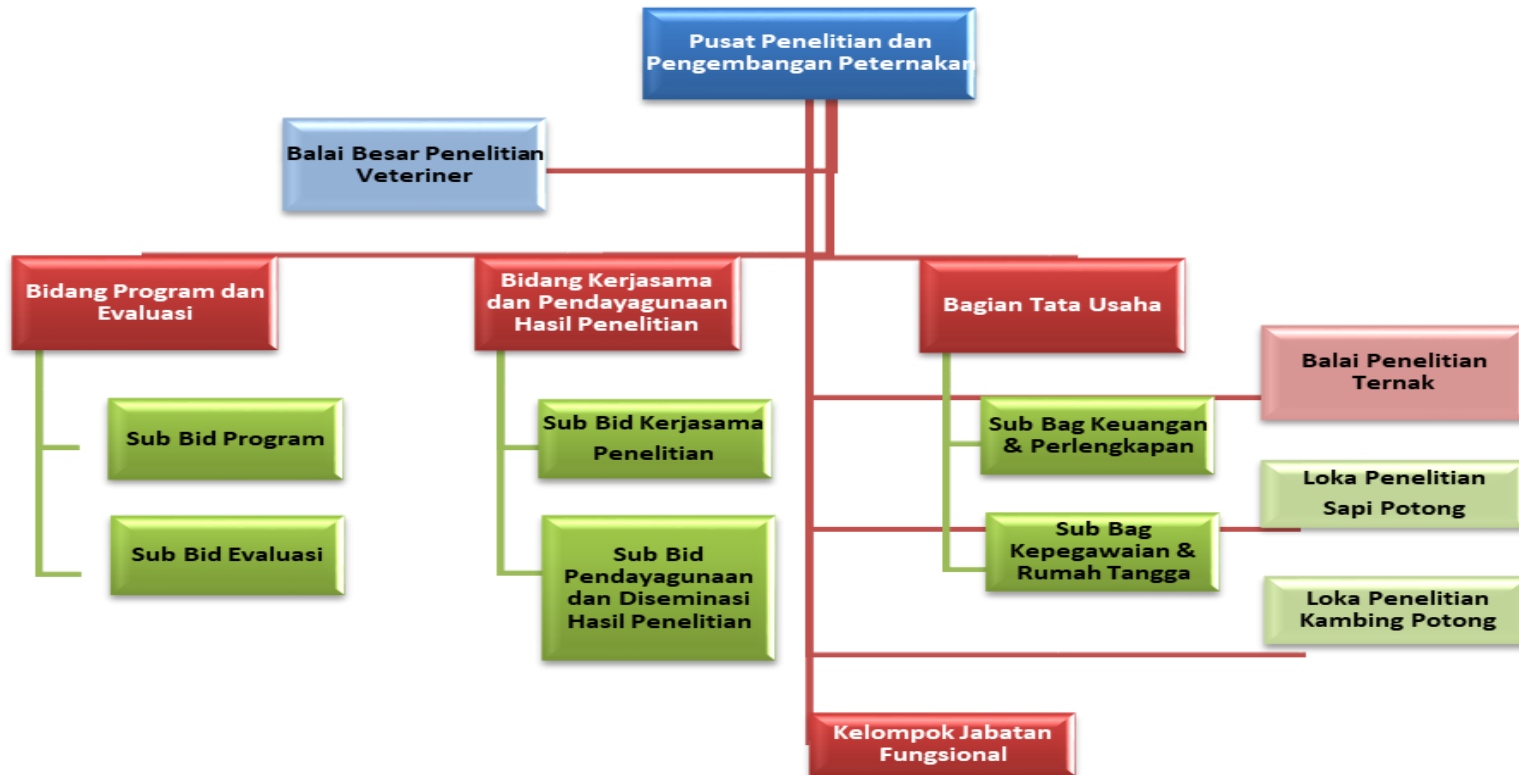 Pusat Penelitian dan
Pengembangan Peternakan
Balai Besar Penelitian
Veteriner
Bidang Program dan
Evaluasi
Bidang Kerjasama
dan Pendayagunaan
Hasil Penelitian
Bagian Tata Usaha
Balai Penelitian
Ternak
Sub Bid Program
Sub Bid Kerjasama
Penelitian
Sub Bag Keuangan
& Perlengkapan
Loka Penelitian
Sapi Potong
Sub Bid Evaluasi
Sub Bid
Pendayagunaan
dan Diseminasi
Hasil Penelitian
Sub Bag
Kepegawaian &
Rumah Tangga
Loka Penelitian
Kambing Potong
Kelompok Jabatan
Fungsional